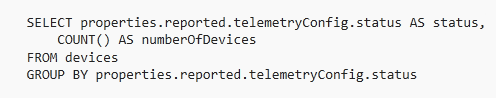 SELECT properties.reported.telemetryConfig.status AS status,
    COUNT() AS numberOfDevices
FROM devices
GROUP BY properties.reported.telemetryConfig.status